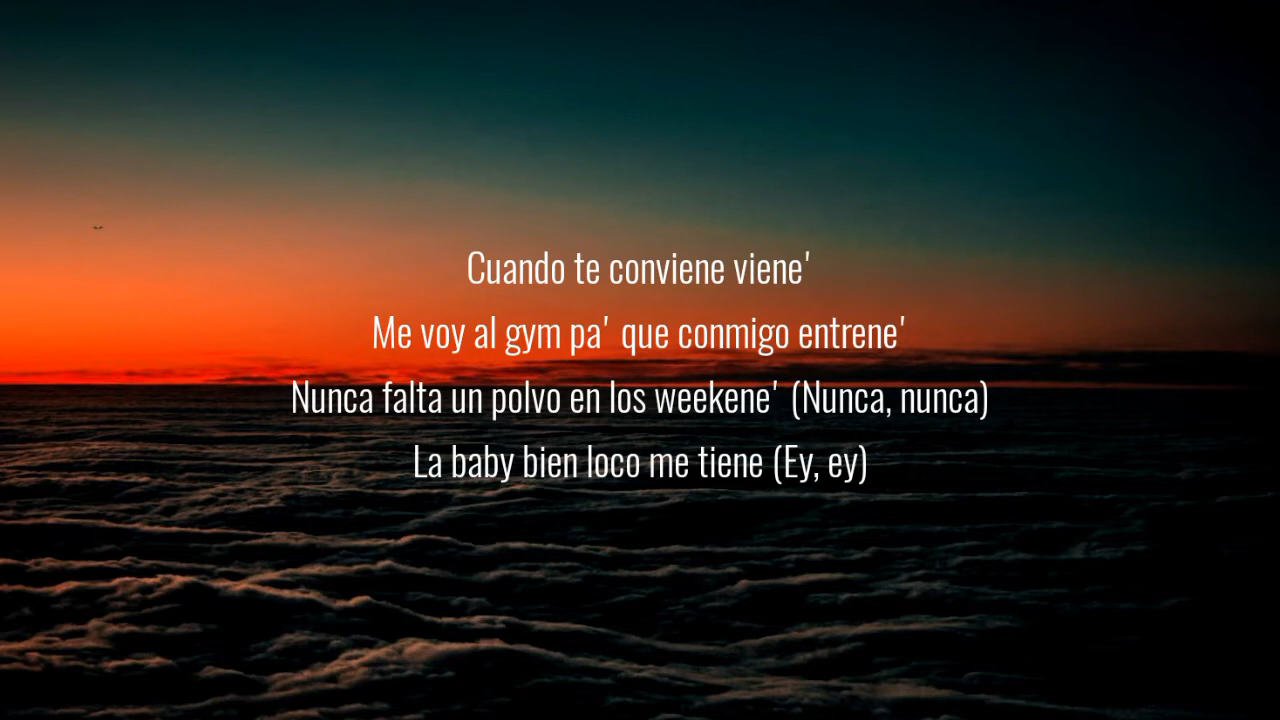 Cuando te conviene viene'
Me voy al gym pa' que conmigo entrene'
Nunca falta un polvo en los weekene' (Nunca, nunca)
La baby bien loco me tiene (Ey, ey)